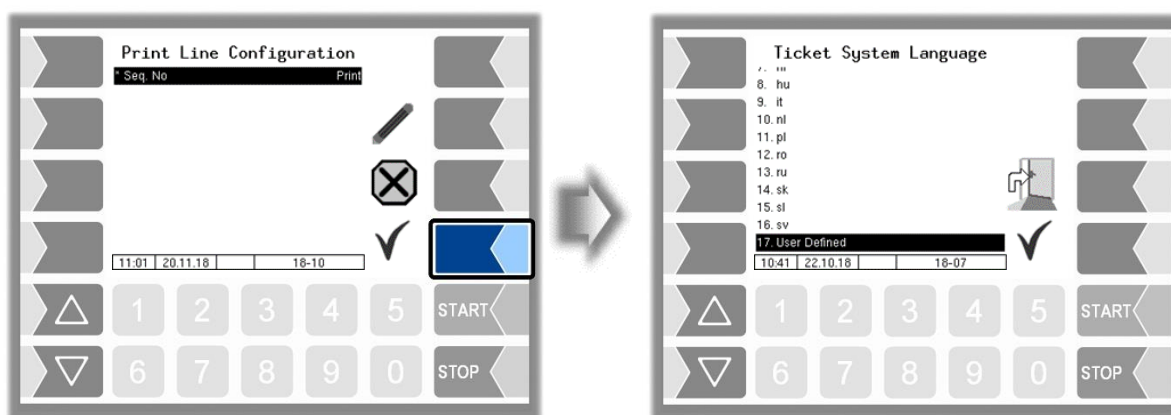 Print Line Configuration
* Seq. No Print
11:01 20.11.18 18-10
1 2 3 4 5 START
6 7 8 9 0 STOP
Ticket System Language
8. hu
9. it
10. nl
11. pl
12. ro
13. ru
14. sk
15. sl
16. sv
17. User Defined
10:41 22.10.18 18-07
1 2 3 4 5 START
6 7 8 9 0 STOP